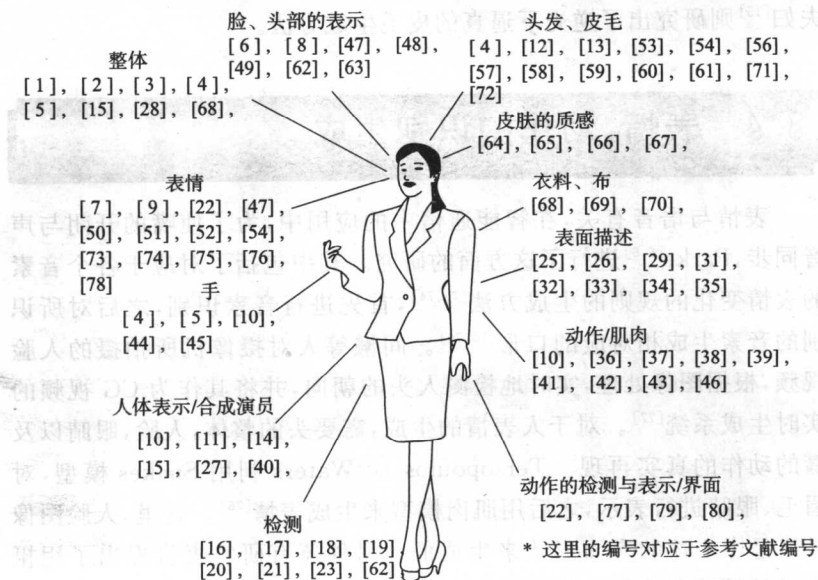 夫妇
脸、头部的表示
[6], [8], [47], [48],
[49], [62], [63]
头发、皮毛
[4], [12], [13], [53], [54], [56],
[57], [58], [59], [60], [61], [71],
[72]
整体
[1], [2], [3], [4],
[5], [15], [28], [68],
皮肤的质感
[64], [65], [66], [67],
表情
[7], [9], [22], [47],
[50], [51], [52], [54],
[73], [74], [75], [76],
[78]
衣料、布
[68], [69], [70],
表面描述
[25], [26], [29], [31],
[32], [33], [34], [35]
手
[4], [5], [10],
[44], [45]
动作/肌肉
[10], [36], [37], [38], [39],
[41], [42], [43], [46]
人体表示/合成演员
[10], [11], [14],
[15], [27], [40]
动作的检测与表示/界面
[22], [77], [79], [80],
检测
[16], [17], [18], [19]
[20], [21], [23], [62]
* 这里的编号对应于参考文献编号